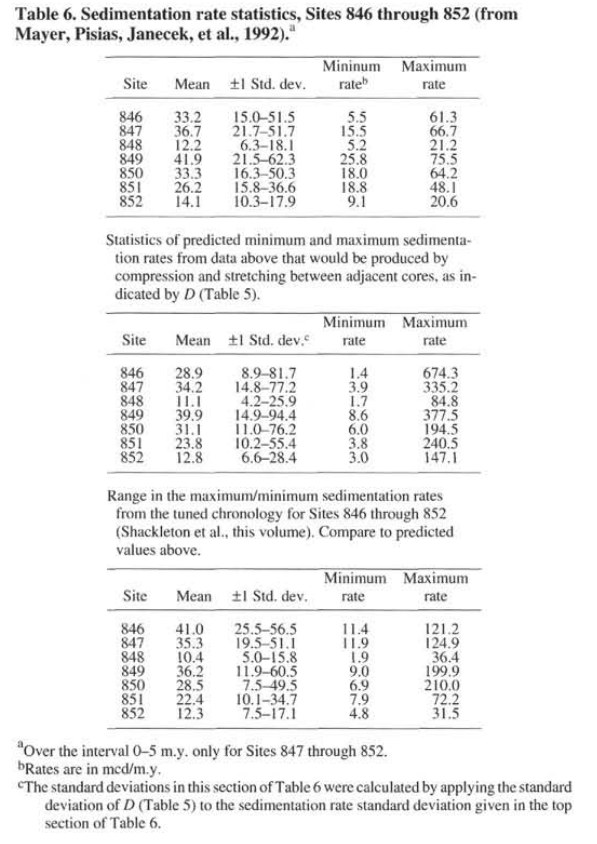 Table 6. Sedimentation rate statistics, Sites 846 through 852 (from
Mayer, Pisias, Janecek, et al., 1992).a
Mininum Maximum
Site Mean ±1 Std. dev. rateb rate
846 33.2 15.0–51.5 5.5 61.3
847 36.7 21.7–51.7 15.5 66.7
848 12.2 6.3–18.1 5.2 21.2
849 41.9 21.5–62.3 25.8 75.5
850 33.3 16.3–50.3 18.0 64.2
851 26.2 15.8–36.6 18.8 48.1
852 14.1 10.3–17.9 9.1 20.6
Statistics of predicted minimum and maximum sedimenta-
tion rates from data above that would be produced by
compression and stretching between adjacent cores, as in-
dicated by D (Table 5).
Minimum Maximum
Site Mean ±1 Std. dev.c rate rate
846 28.9 8.9–81.7 1.4 674.3
847 34.2 14.8–77.2 3.9 335.2
848 11.1 4.2–25.9 1.7 84.8
849 39.9 14.9–94.4 8.6 377.5
850 31.1 11.0–76.2 6.0 194.5
851 23.8 10.2–55.4 3.8 240.5
852 12.8 6.6–28.4 3.0 147.1
Range in the maximum/minimum sedimentation rates
from the tuned chronology for Sites 846 through 852
(Shackleton et al., this volume). Compare to predicted
values above.
Minimum Maximum
Site Mean ±1 Std. dev. rate rate
846 41.0 25.5–56.5 11.4 121.2
847 35.3 19.5–51.1 11.9 124.9
848 10.4 5.0–15.8 1.9 36.4
849 36.2 11.9–60.5 9.0 199.9
850 28.5 7.5–49.5 6.9 210.0
851 22.4 10.1–34.7 7.9 72.2
852 12.3 7.5–17.1 4.8 31.5
aOver the interval 0–5 m.y. only for Sites 847 through 852.
bRates are in mcd/m.y.
cThe standard deviations in this section of Table 6 were calculated by applying the standard
deviation of D (Table 5) to the sedimentation rate standard deviation given in the top
section of Table 6.